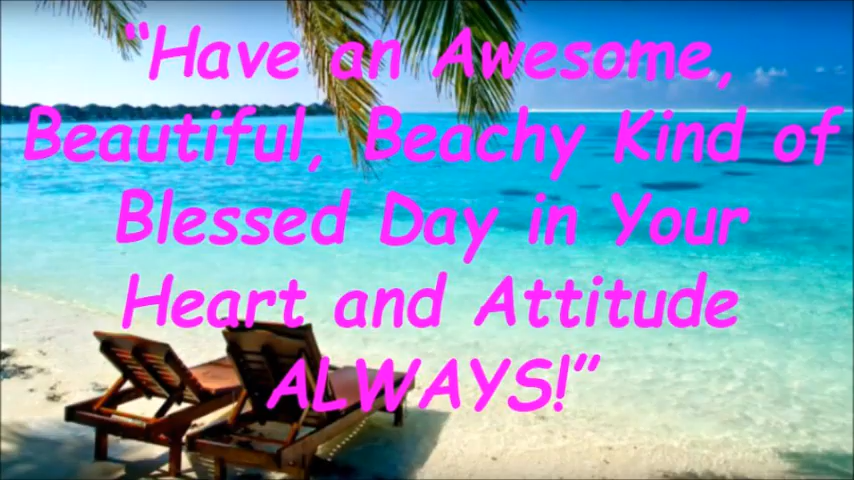 “Have an Awesome,
Beautiful, Beachy Kind of
Blessed Day in Your
Heart and Attitude
ALWAYS!”